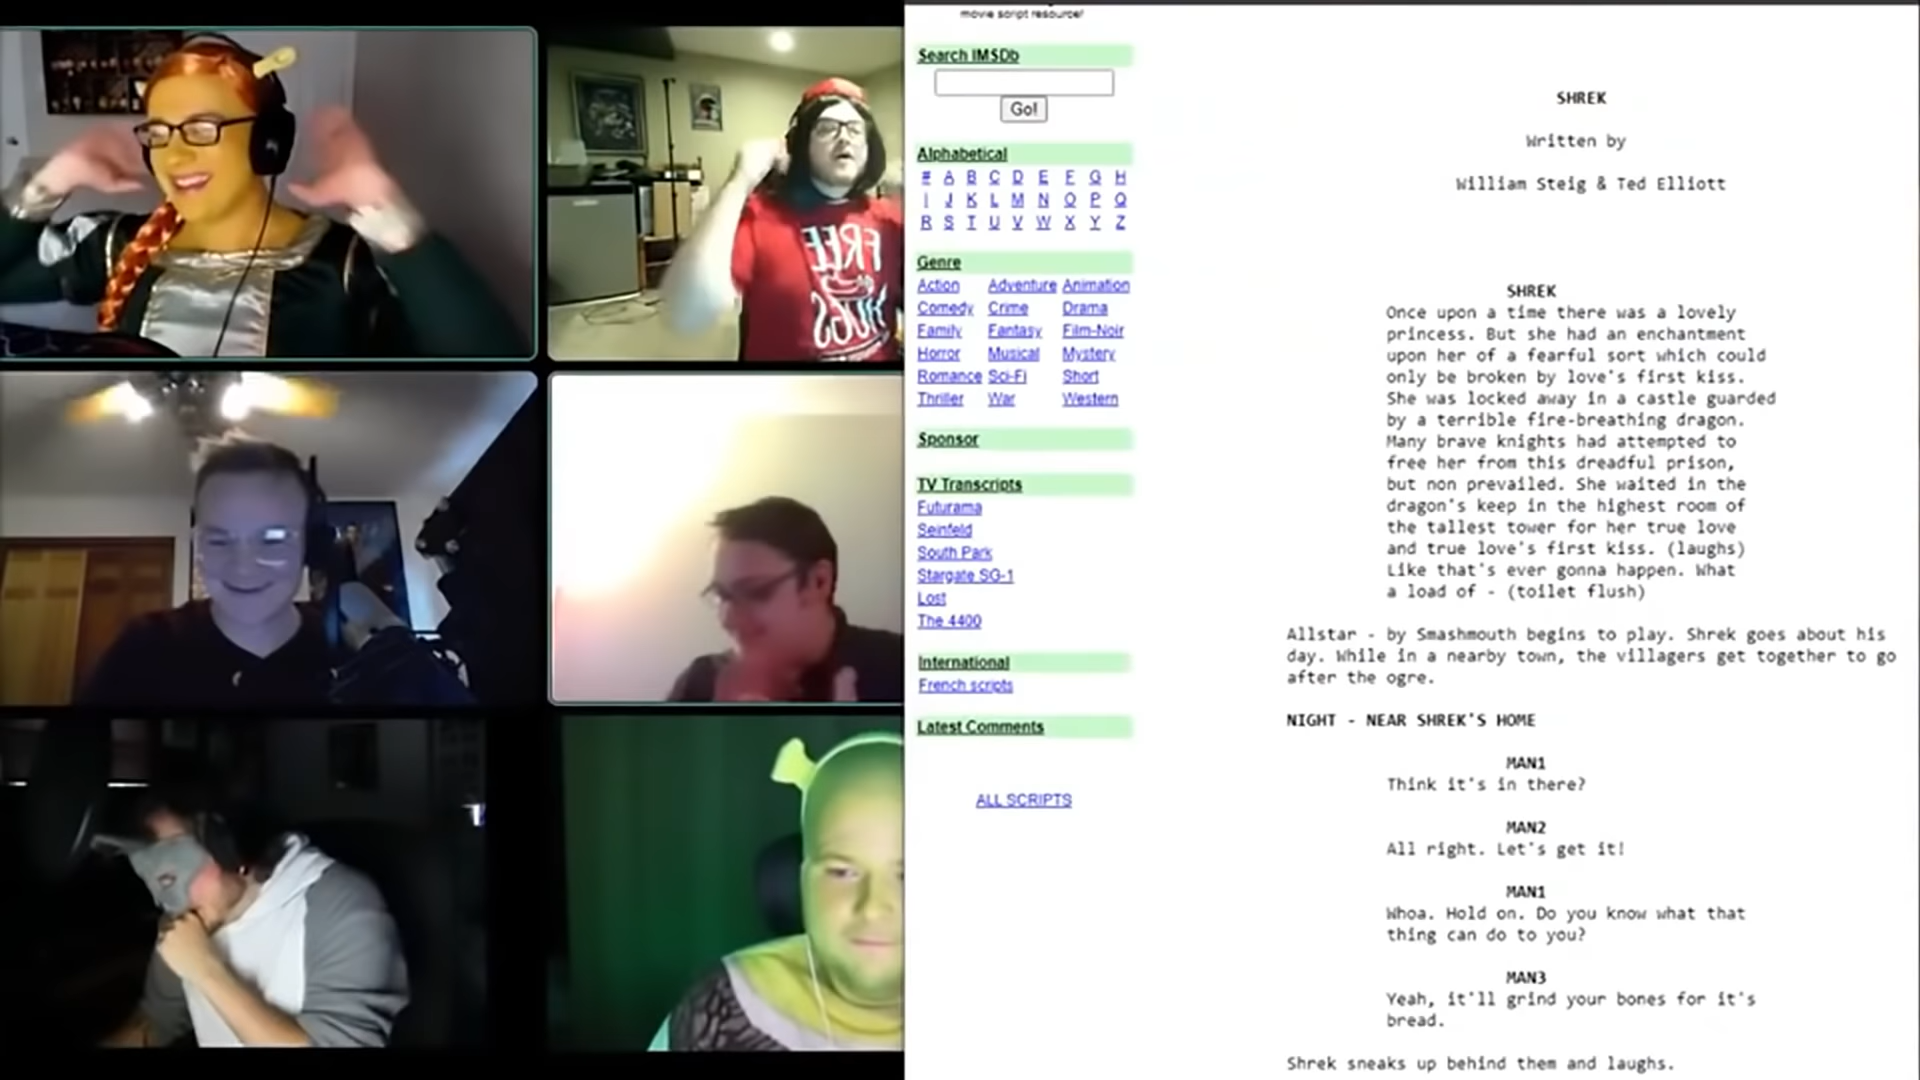 movie script resource!
Search IMSDb
Go!
Alphabetical
# A B C D E F G H
I J K L M N O P Q
R S T U V W X Y Z
Genre
Action Adventure Animation
Comedy Crime Drama
Family Fantasy Film-Noir
Horror Musical Mystery
Romance Sci-Fi Short
Thriller War Western
Sponsor
TV Transcripts
Futurama
Seinfeld
South Park
Stargate SG-1
Lost
The 4400
International
French scripts
Latest Comments
ALL SCRIPTS
SHREK
Written by
William Steig & Ted Elliott
SHREK
Once upon a time there was a lovely
princess. But she had an enchantment
upon her of a fearful sort which could
only be broken by love's first kiss.
She was locked away in a castle guarded
by a terrible fire-breathing dragon.
Many brave knights had attempted to
free her from this dreadful prison,
but non prevailed. She waited in the
dragon's keep in the highest room of
the tallest tower for her true love
and true love's first kiss. (laughs)
Like that's ever gonna happen. What
a load of - (toilet flush)
Allstar - by Smashmouth begins to play. Shrek goes about his
day. While in a nearby town, the villagers get together to go
after the ogre.
NIGHT - NEAR SHREK'S HOME
MAN1
Think it's in there?
MAN2
All right. Let's get it!
MAN1
Whoa. Hold on. Do you know what that
thing can do to you?
MAN3
Yeah, it'll grind your bones for it's
bread.
Shrek sneaks up behind them and laughs.
FREE
HUGS